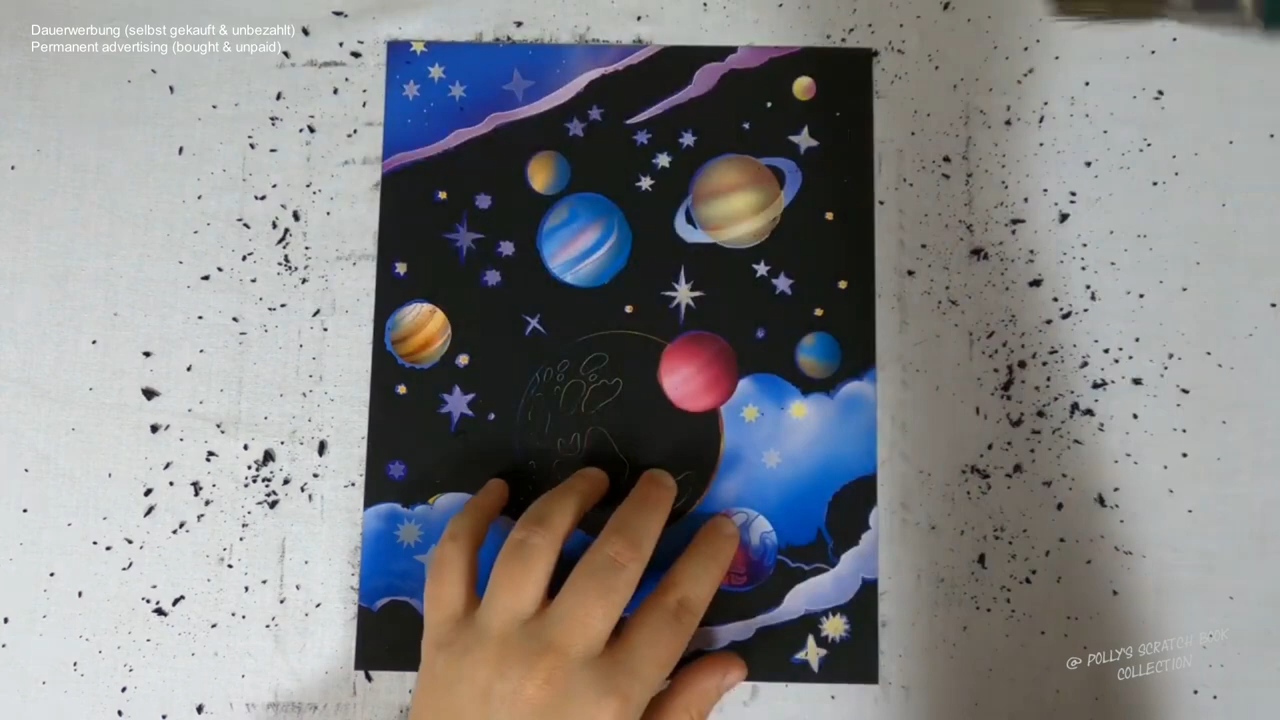 Dauerwerbung (selbst gekauft & unbezahlt)
Permanent advertising (bought & unpaid)
@ POLLY'S SCRATCH BOOK
COLLECTION